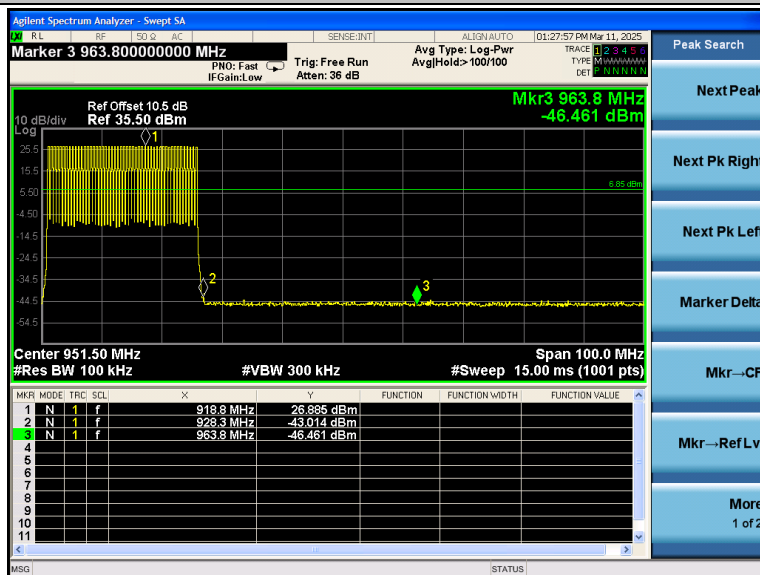 Agilent Spectrum Analyzer - Swept SA
LXI RL RF 50 Ω AC SENSE:INT ALIGN AUTO 01:27:57 PM Mar 11, 2025
Marker 3 963.800000000 MHz
PNO: Fast
IFGain:Low
Trig: Free Run
Atten: 36 dB
Avg Type: Log-Pwr
Avg|Hold:>100/100
TRACE 1 2 3 4 5 6
TYPE M
DET P N N N N N
Peak Search
Next Peak
Next Pk Right
Next Pk Left
Marker Delta
Mkr→CF
Mkr→Ref Lv
More
1 of 2
Ref Offset 10.5 dB
Ref 35.50 dBm
10 dB/div
Log
Mkr3 963.8 MHz
-46.461 dBm
25.5
15.5
5.50
-4.50
-14.5
-24.5
-34.5
-44.5
-54.5
1
2
3
6.85 dBm
Center 951.50 MHz
Span 100.0 MHz
#Res BW 100 kHz
#VBW 300 kHz
#Sweep 15.00 ms (1001 pts)
MKR MODE TRC SCL X Y FUNCTION FUNCTION WIDTH FUNCTION VALUE
1 N 1 f 918.8 MHz 26.885 dBm
2 N 1 f 928.3 MHz -43.014 dBm
3 N 1 f 963.8 MHz -46.461 dBm
4
5
6
7
8
9
10
11
MSG
STATUS